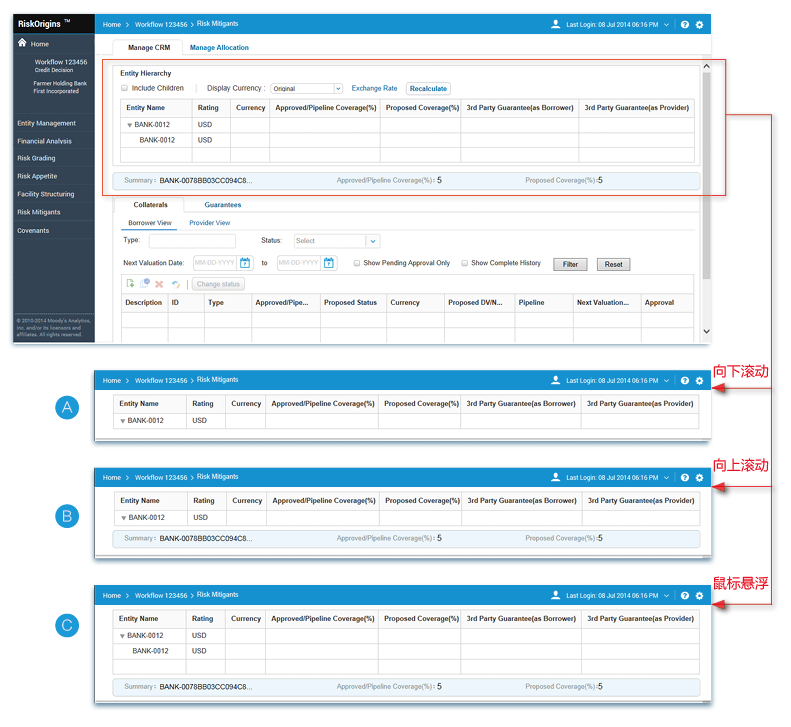 RiskOrigins ™
Home > Workflow 123456 > Risk Mitigants
Last Login: 08 Jul 2014 06:16 PM
Home
Workflow 123456
Credit Decision
Farmer Holding Bank
First Incorporated
Entity Management
Financial Analysis
Risk Grading
Risk Appetite
Facility Structuring
Risk Mitigants
Covenants
© 2010-2014 Moody's Analytics,
Inc. and/or its licensors and
affiliates. All rights reserved.
Manage CRM Manage Allocation
Entity Hierarchy
Include Children Display Currency : Original Exchange Rate Recalculate
Entity Name Rating Currency Approved/Pipeline Coverage(%) Proposed Coverage(%) 3rd Party Guarantee(as Borrower) 3rd Party Guarantee(as Provider)
BANK-0012 USD
BANK-0012 USD
Summary: BANK-0078BB03CC094C8... Approved/Pipeline Coverage(%): 5 Proposed Coverage(%):5
Collaterals Guarantees
Borrower View Provider View
Type: Status: Select
Next Valuation Date: MM-DD-YYYY to MM-DD-YYYY Show Pending Approval Only Show Complete History Filter Reset
Change status
Description ID Type Approved/Pipe... Proposed Status Currency Proposed DV/N... Pipeline Next Valuation... Approval
向下滚动
A
Home > Workflow 123456 > Risk Mitigants Last Login: 08 Jul 2014 06:16 PM
Entity Name Rating Currency Approved/Pipeline Coverage(%) Proposed Coverage(%) 3rd Party Guarantee(as Borrower) 3rd Party Guarantee(as Provider)
BANK-0012 USD
向上滚动
B
Home > Workflow 123456 > Risk Mitigants Last Login: 08 Jul 2014 06:16 PM
Entity Name Rating Currency Approved/Pipeline Coverage(%) Proposed Coverage(%) 3rd Party Guarantee(as Borrower) 3rd Party Guarantee(as Provider)
BANK-0012 USD
Summary: BANK-0078BB03CC094C8... Approved/Pipeline Coverage(%): 5 Proposed Coverage(%):5
鼠标悬浮
C
Home > Workflow 123456 > Risk Mitigants Last Login: 08 Jul 2014 06:16 PM
Entity Name Rating Currency Approved/Pipeline Coverage(%) Proposed Coverage(%) 3rd Party Guarantee(as Borrower) 3rd Party Guarantee(as Provider)
BANK-0012 USD
BANK-0012 USD
Summary: BANK-0078BB03CC094C8... Approved/Pipeline Coverage(%): 5 Proposed Coverage(%):5